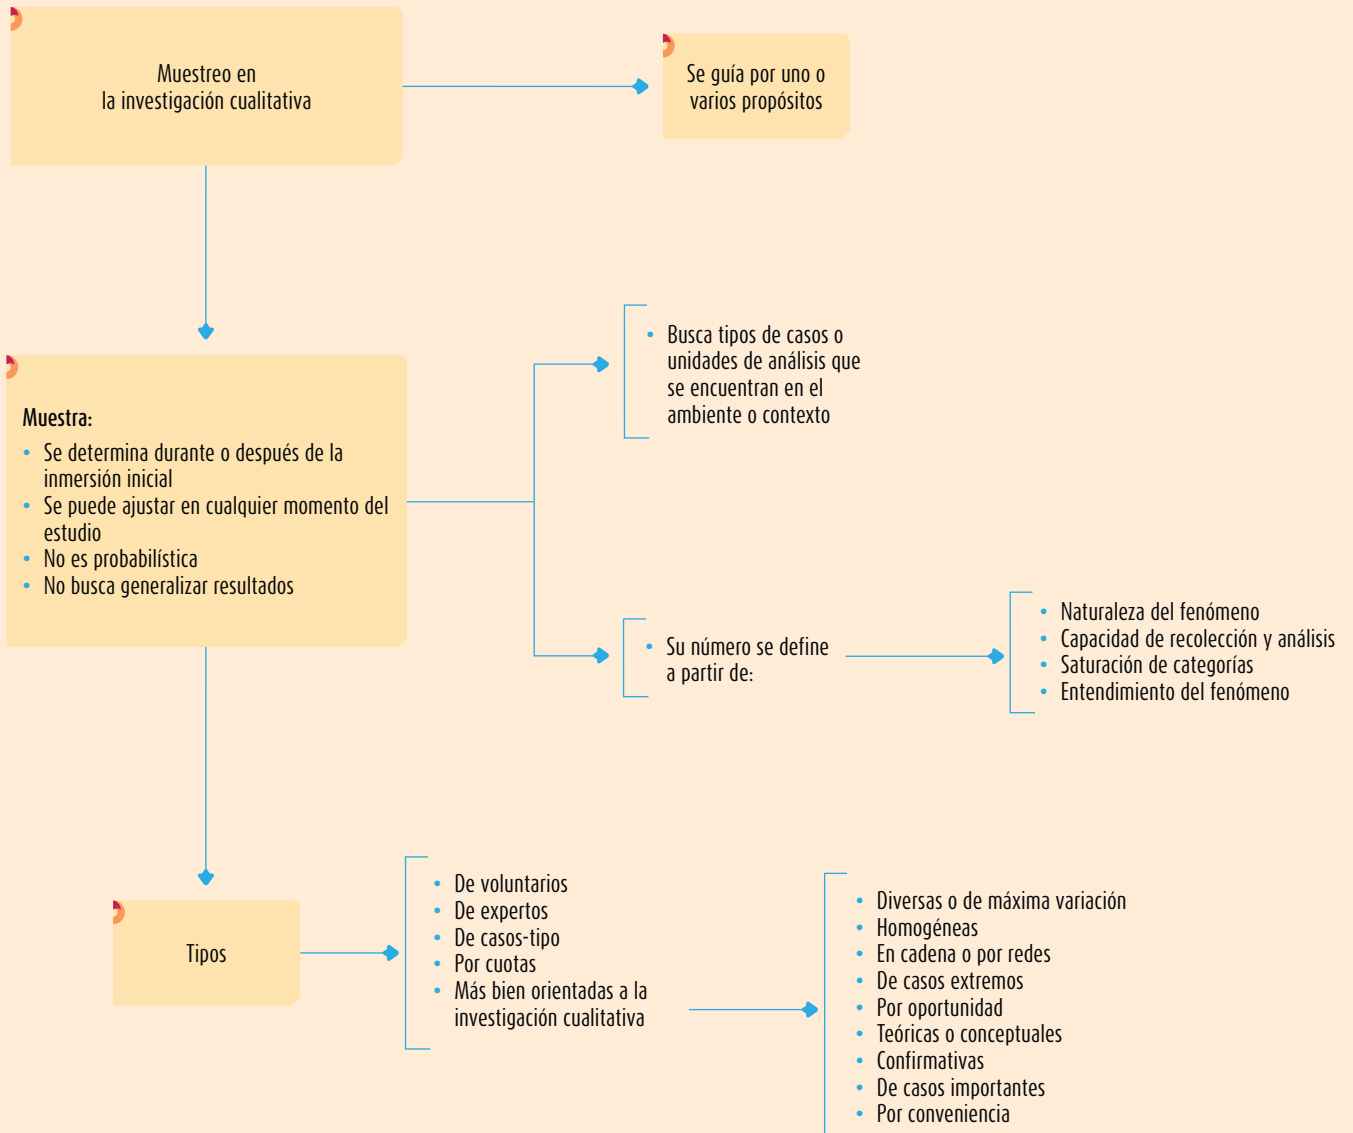 Muestreo en
la investigación cualitativa
Se guía por uno o
varios propósitos
• Busca tipos de casos o
unidades de análisis que
se encuentran en el
ambiente o contexto
Muestra:
• Se determina durante o después de la
inmersión inicial
• Se puede ajustar en cualquier momento del
estudio
• No es probabilística
• No busca generalizar resultados
• Su número se define
a partir de:
• Naturaleza del fenómeno
• Capacidad de recolección y análisis
• Saturación de categorías
• Entendimiento del fenómeno
Tipos
• De voluntarios
• De expertos
• De casos-tipo
• Por cuotas
• Más bien orientadas a la
investigación cualitativa
• Diversas o de máxima variación
• Homogéneas
• En cadena o por redes
• De casos extremos
• Por oportunidad
• Teóricas o conceptuales
• Confirmativas
• De casos importantes
• Por conveniencia